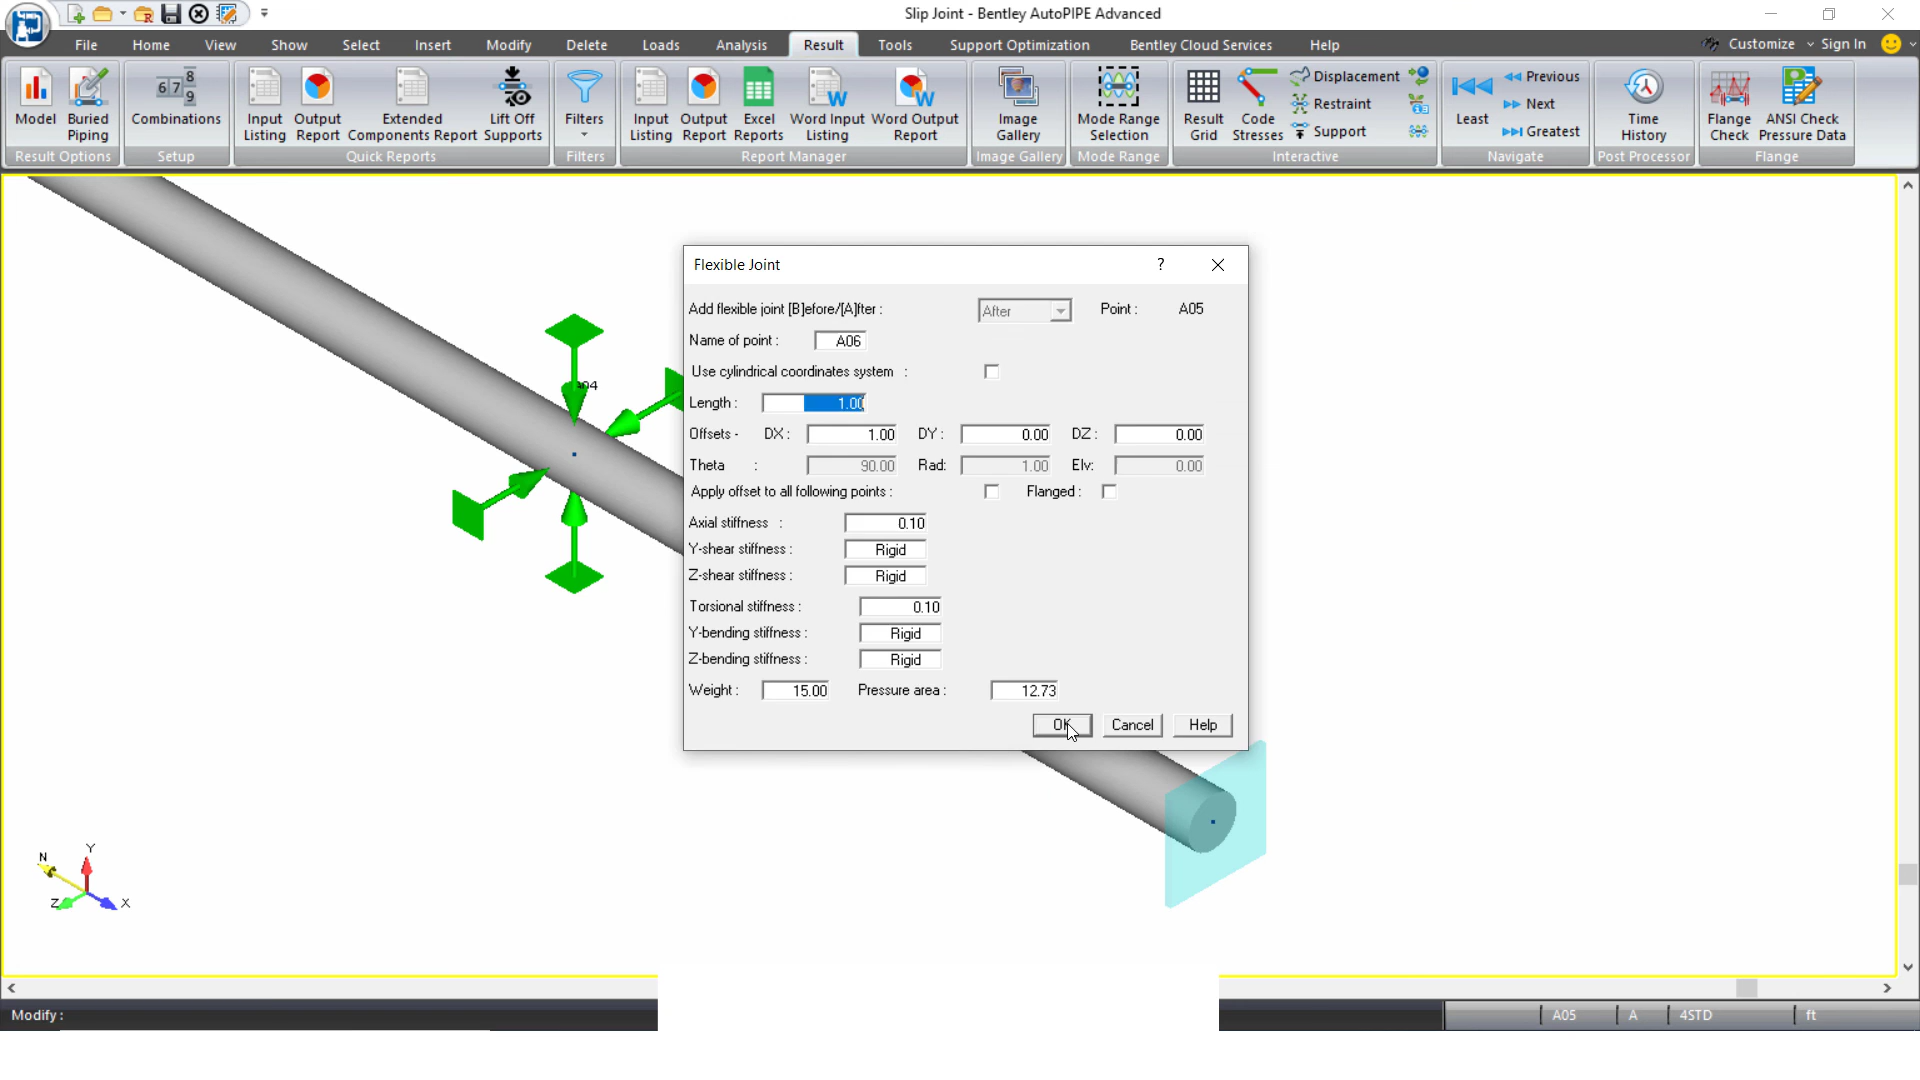 Slip Joint - Bentley AutoPIPE Advanced
File Home View Show Select Insert Modify Delete Loads Analysis Result Tools Support Optimization Bentley Cloud Services Help Customize Sign In
Model
Buried Piping
Result Options
6 7 8 9
Combinations
Setup
Input Listing
Output Report
Extended Components Report
Lift Off Supports
Quick Reports
Filters
Filters
Input Listing
Output Report
Excel Reports
W
Word Input Listing
W
Word Output Report
Report Manager
Image Gallery
Image Gallery
Mode Range Selection
Mode Range
Result Grid
Code Stresses
Displacement
Restraint
Support
Interactive
Least
Previous
Next
Greatest
Navigate
Time History
Post Processor
Flange Check
ANSI Check Pressure Data
Flange
Flexible Joint ?
Add flexible joint [B]efore/[A]fter : After Point : A05
Name of point : A06
Use cylindrical coordinates system :
Length : 1.00
Offsets - DX : 1.00 DY : 0.00 DZ : 0.00
Theta : 90.00 Rad: 1.00 Elv: 0.00
Apply offset to all following points : Flanged :
Axial stiffness : 0.10
Y-shear stiffness : Rigid
Z-shear stiffness : Rigid
Torsional stiffness : 0.10
Y-bending stiffness : Rigid
Z-bending stiffness : Rigid
Weight : 15.00 Pressure area : 12.73
OK Cancel Help
N Y
Z X
Modify : A05 A 4STD ft